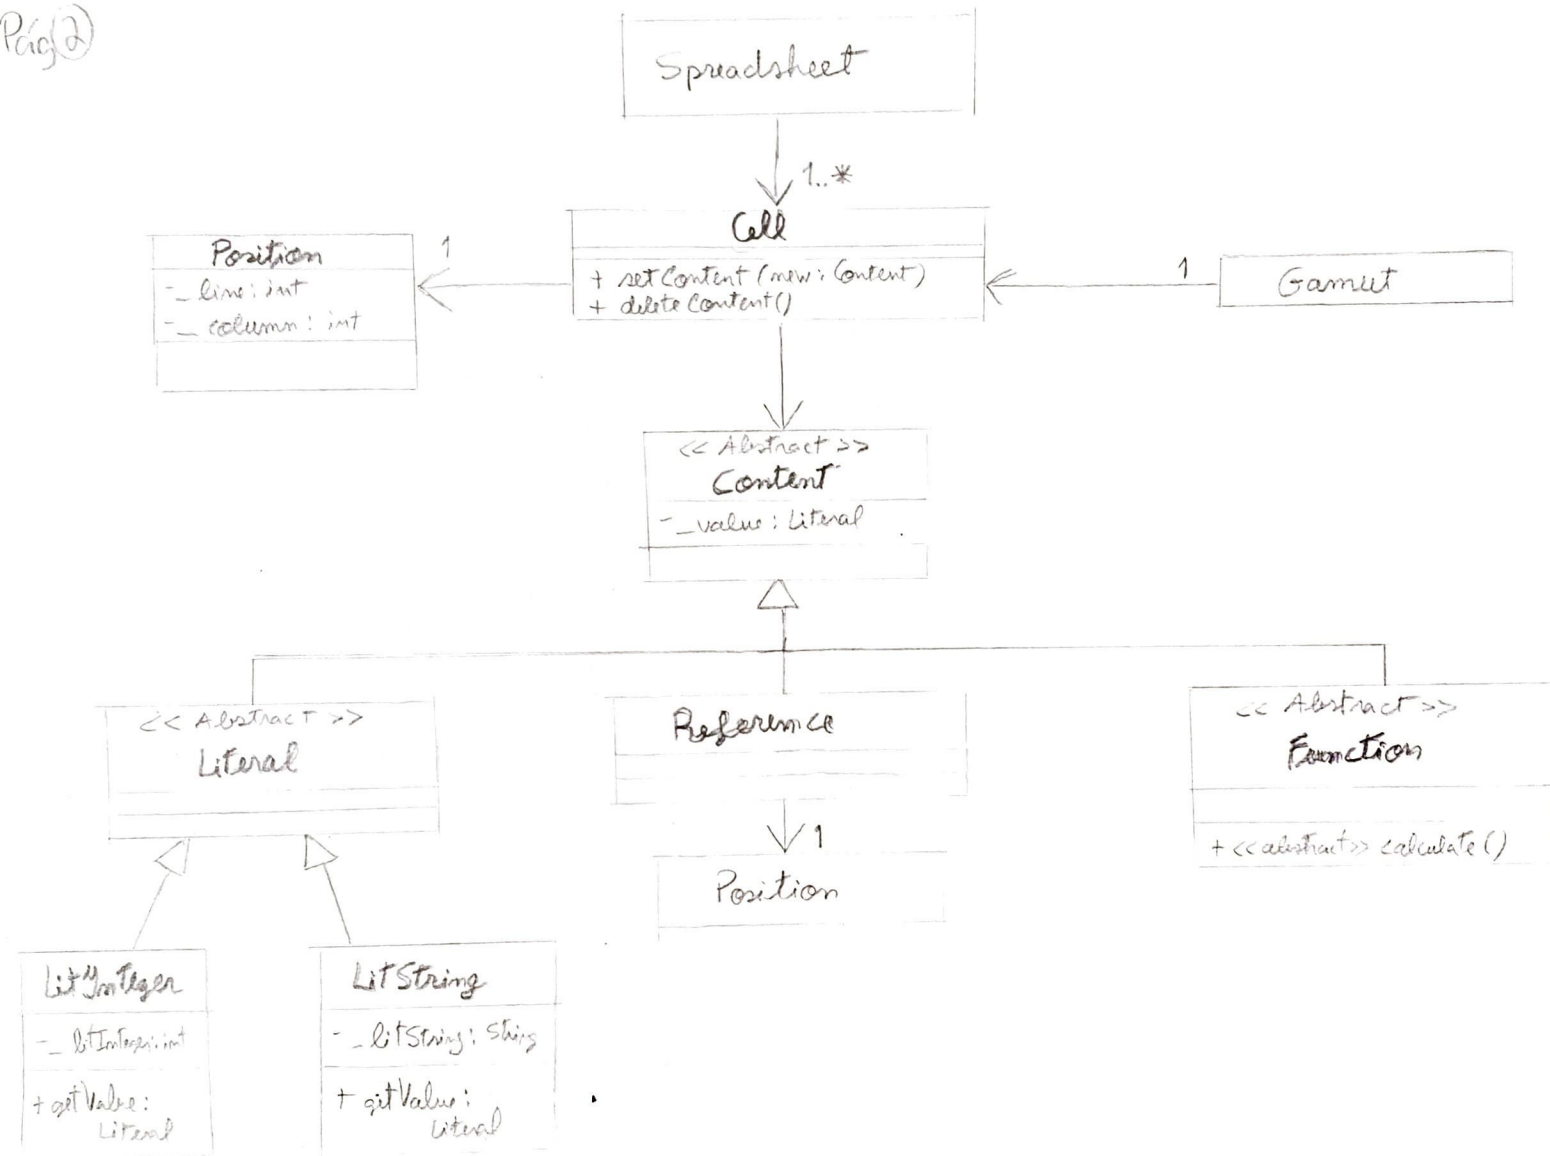 Pág 2
Spreadsheet
1..*
Cell
+ setContent (new: Content)
+ deleteContent()
Position
-_line: int
-_column: int
1
1
Gamut
<< Abstract >>
Content
-_value: Literal
<< Abstract >>
Literal
Reference
<< Abstract >>
Function
+ <<abstract>> calculate()
1
Position
LitInteger
-_litInteger: int
+ getValue:
Literal
LitString
-_litString: String
+ getValue:
Literal